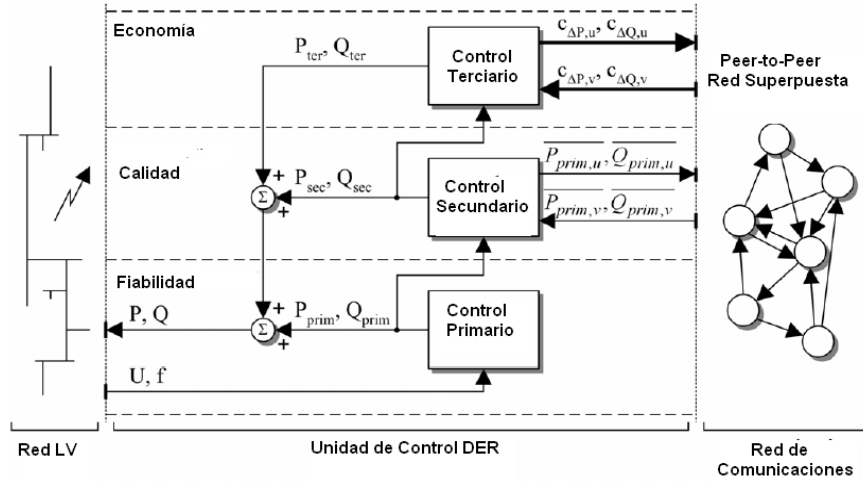 Economía
P_ter, Q_ter
Control
Terciario
c_ΔP,u, c_ΔQ,u
c_ΔP,v, c_ΔQ,v
Peer-to-Peer
Red Superpuesta
Calidad
+
Σ
+
P_sec, Q_sec
Control
Secundario
P_prim,u, Q_prim,u
P_prim,v, Q_prim,v
Fiabilidad
P, Q
+
Σ
+
P_prim, Q_prim
Control
Primario
U, f
Red LV
Unidad de Control DER
Red de
Comunicaciones